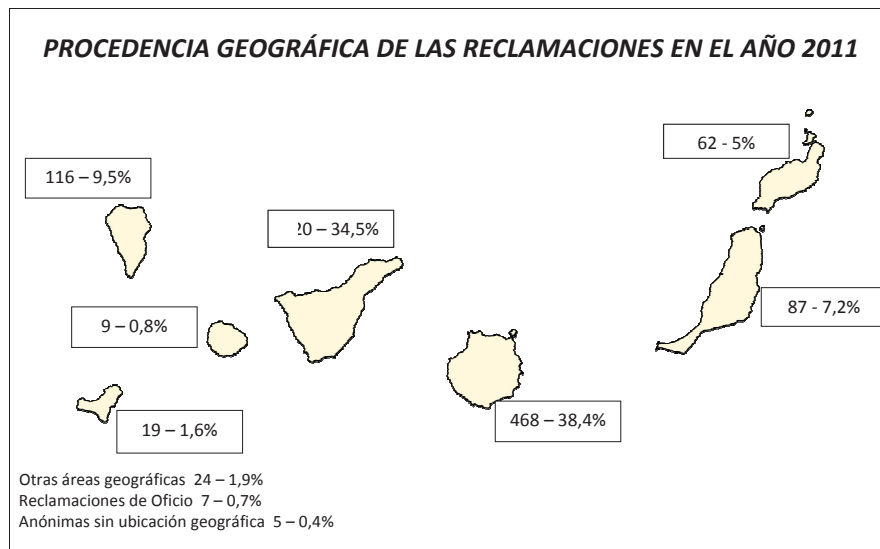 PROCEDENCIA GEOGRÁFICA DE LAS RECLAMACIONES EN EL AÑO 2011
62 - 5%
116 – 9,5%
20 – 34,5%
87 - 7,2%
9 – 0,8%
468 – 38,4%
19 – 1,6%
Otras áreas geográficas 24 – 1,9%
Reclamaciones de Oficio 7 – 0,7%
Anónimas sin ubicación geográfica 5 – 0,4%